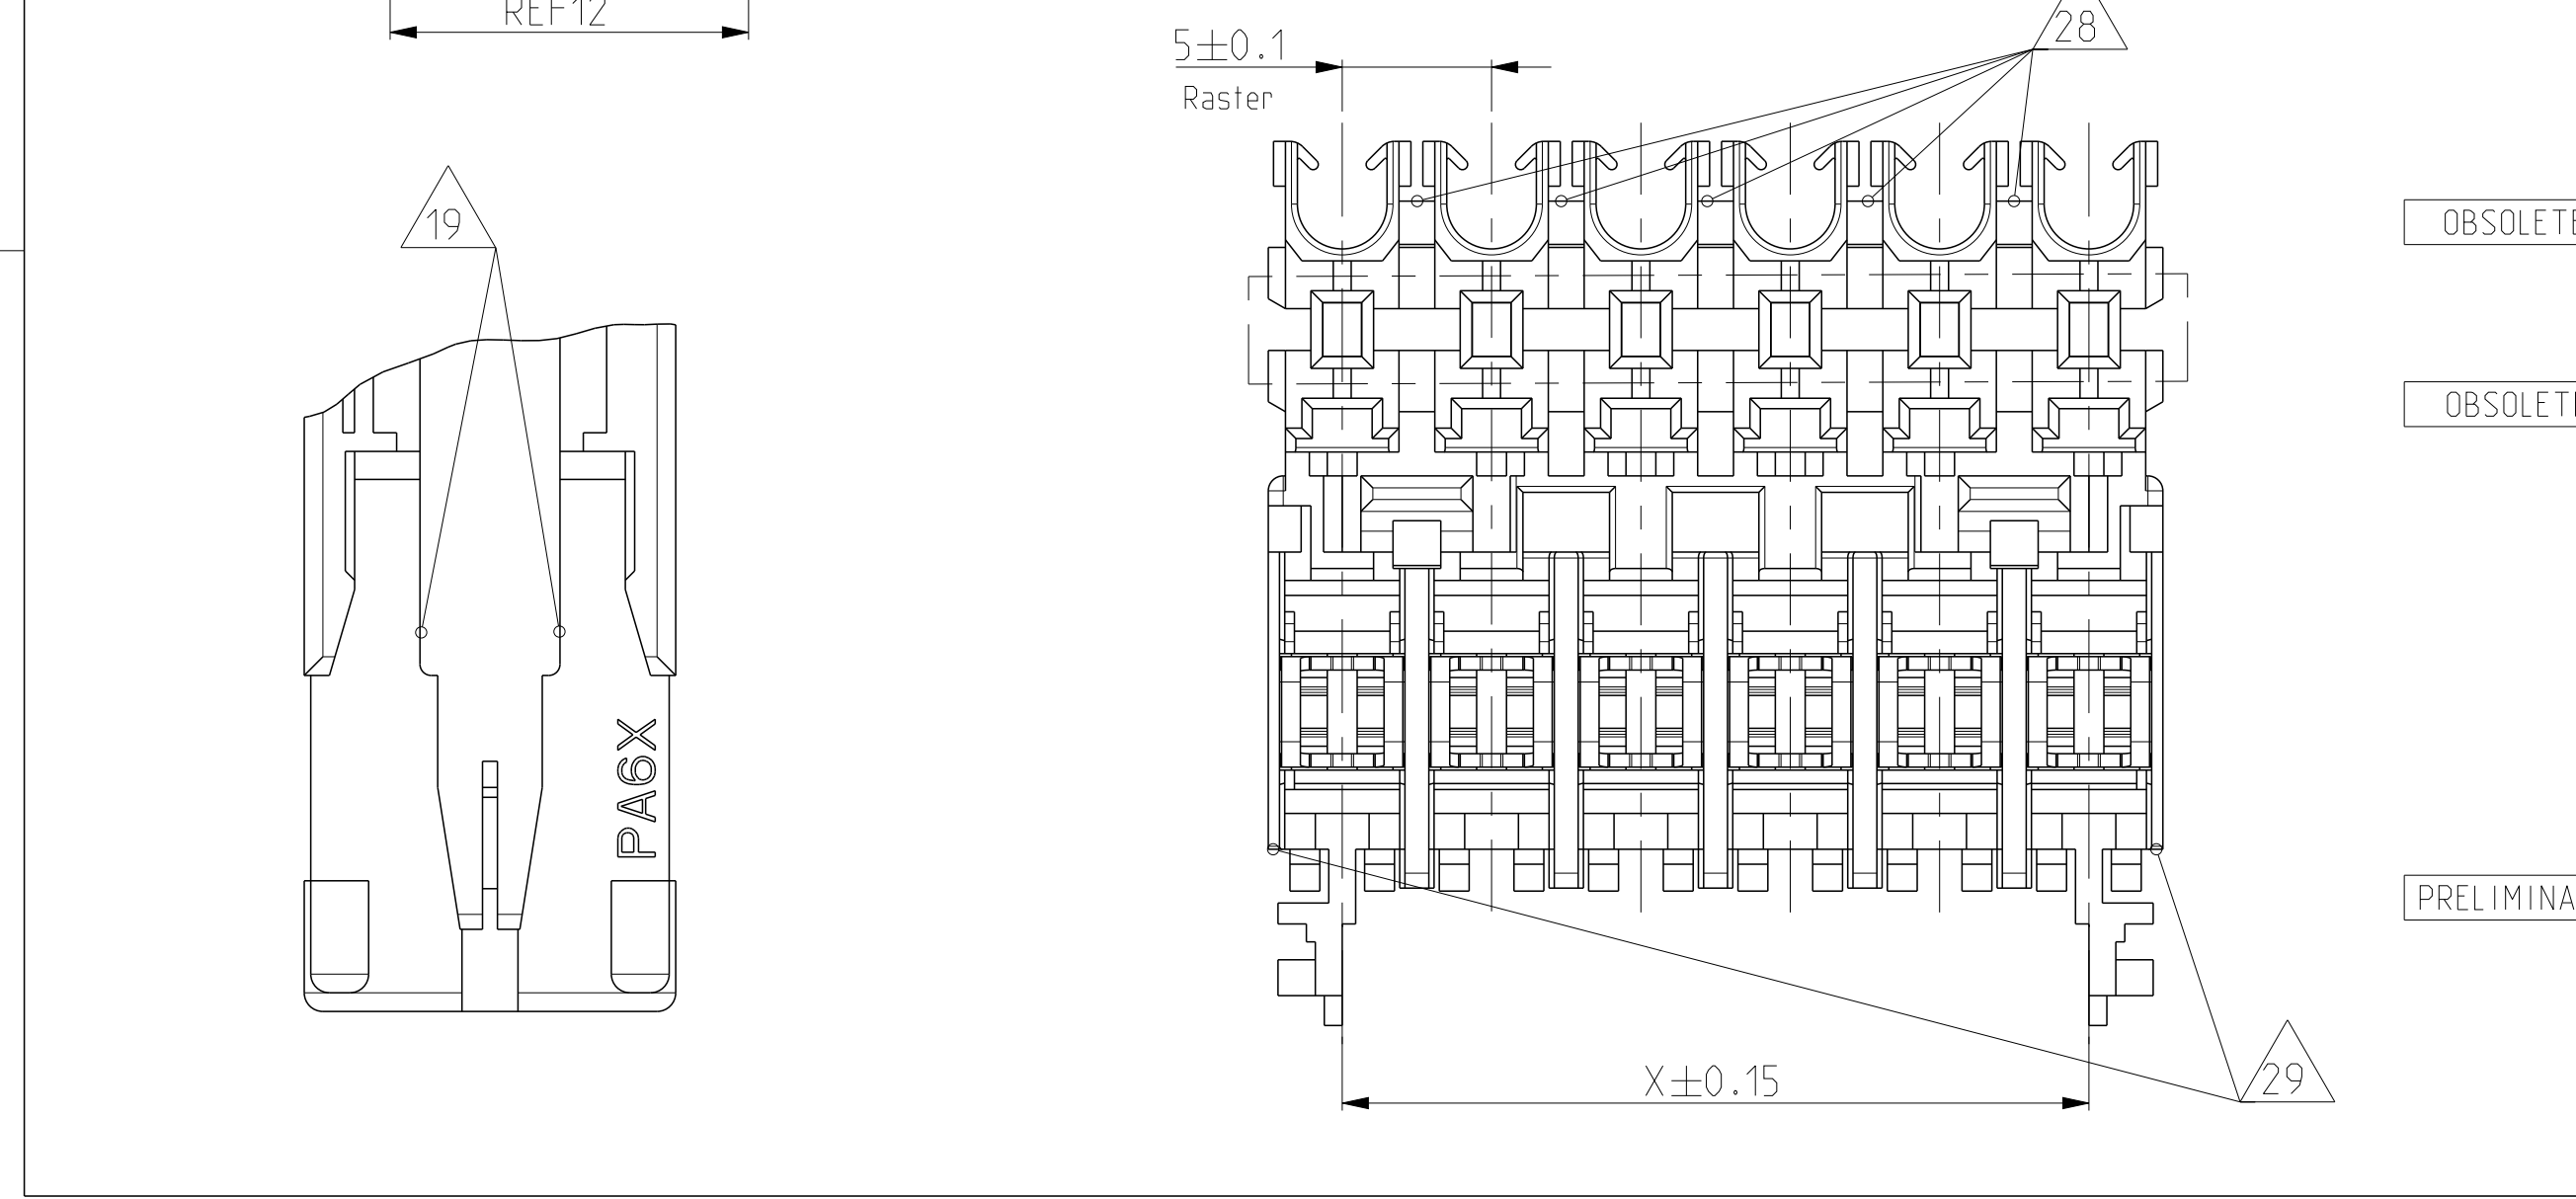 REF12
5±0.1
Raster
28
19
OBSOLETE
OBSOLETE
PA6X
PRELIMINA
X±0.15
29